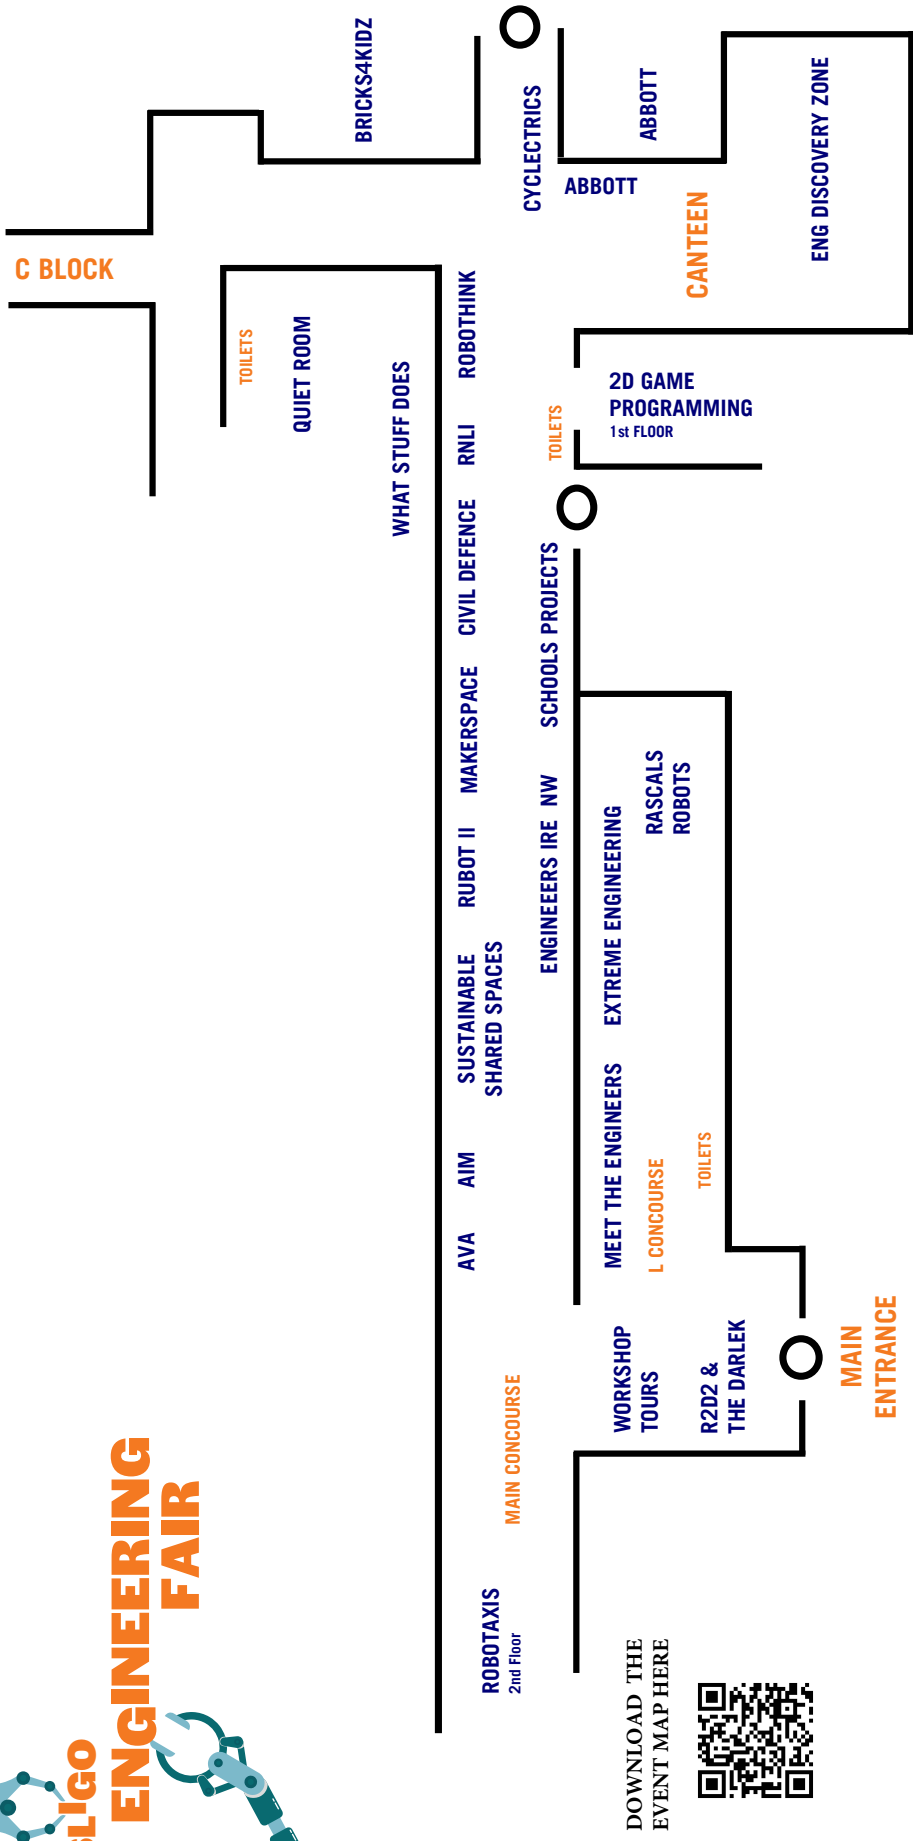 SLIGO
ENGINEERING
FAIR
C BLOCK
TOILETS
QUIET ROOM
WHAT STUFF DOES
BRICKS4KIDZ
CYCLECTRICS
ABBOTT
ABBOTT
CANTEEN
ENG DISCOVERY ZONE
ROBOTAXIS
2nd Floor
MAIN CONCOURSE
AVA
AIM
SUSTAINABLE
SHARED SPACES
RUBOT II
MAKERSPACE
CIVIL DEFENCE
RNLI
ROBOTHINK
ENGINEEERS IRE NW
SCHOOLS PROJECTS
TOILETS
2D GAME
PROGRAMMING
1st FLOOR
WORKSHOP
TOURS
R2D2 &
THE DARLEK
MEET THE ENGINEERS
L CONCOURSE
TOILETS
EXTREME ENGINEERING
RASCALS
ROBOTS
MAIN
ENTRANCE
DOWNLOAD THE
EVENT MAP HERE